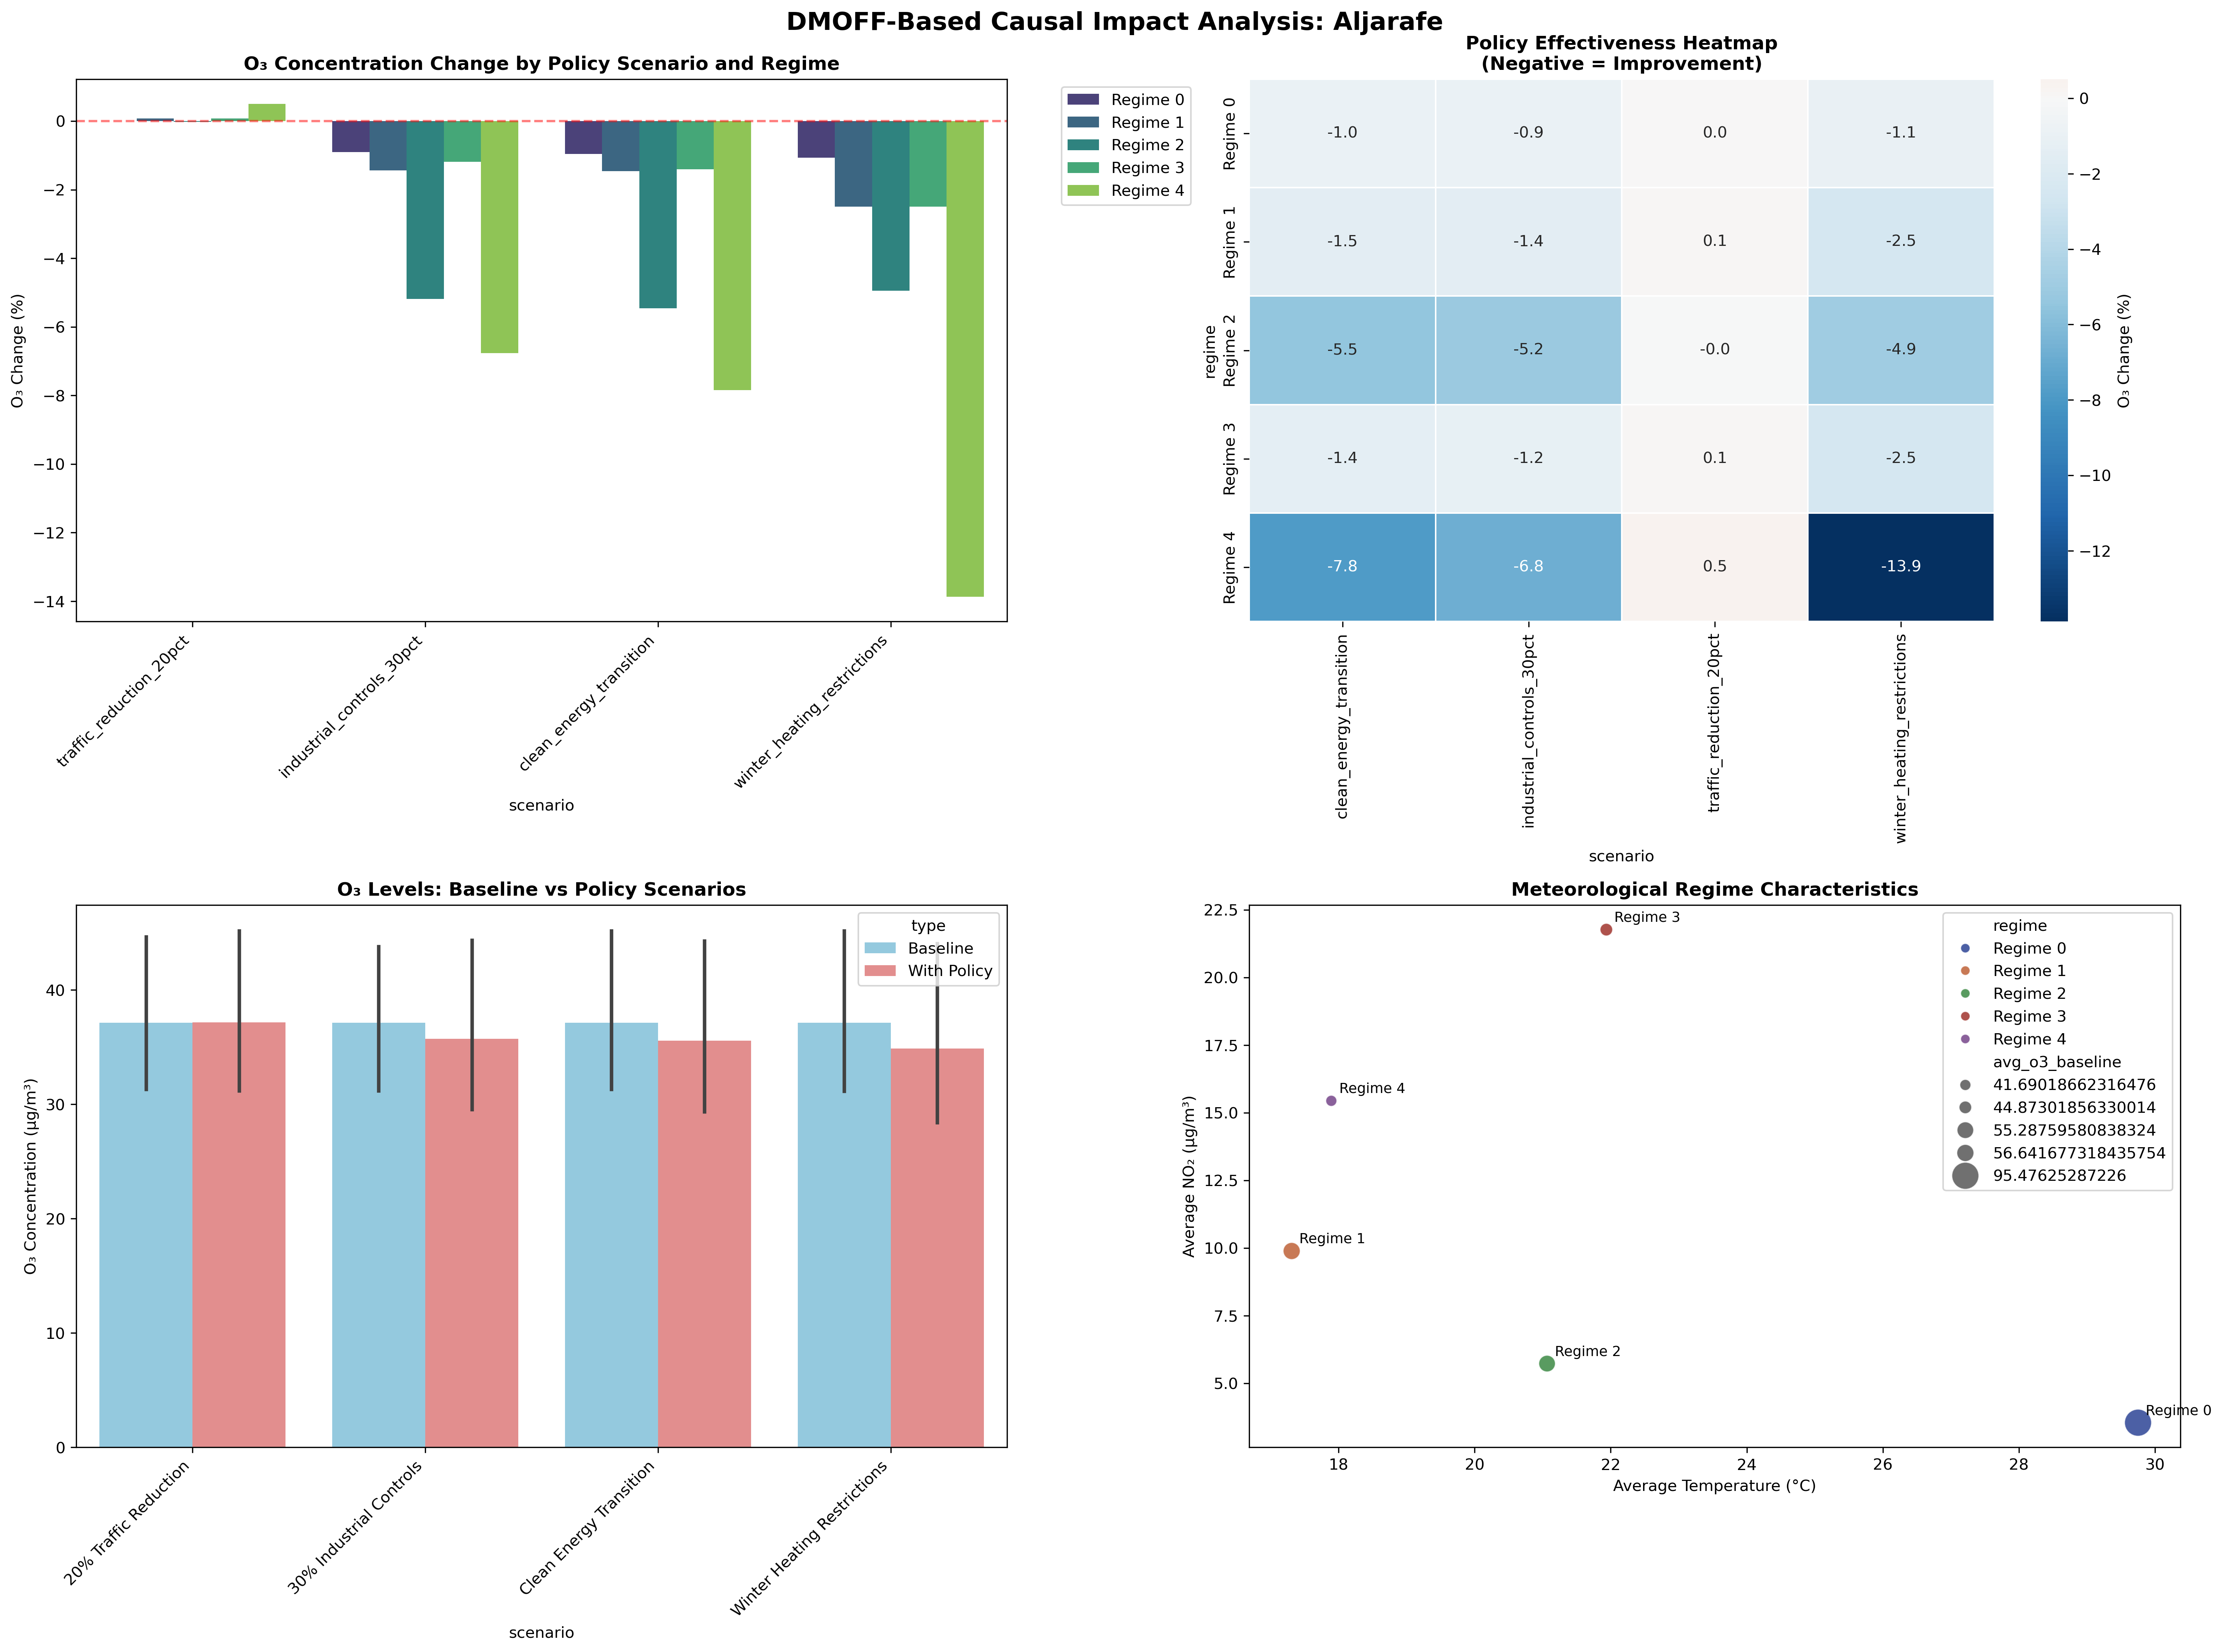 DMOFF-Based Causal Impact Analysis: Aljarafe
O₃ Concentration Change by Policy Scenario and Regime
O₃ Change (%)
0
−2
−4
−6
−8
−10
−12
−14
traffic_reduction_20pct
industrial_controls_30pct
clean_energy_transition
winter_heating_restrictions
scenario
Regime 0
Regime 1
Regime 2
Regime 3
Regime 4
Policy Effectiveness Heatmap
(Negative = Improvement)
regime
Regime 0
Regime 1
Regime 2
Regime 3
Regime 4
-1.0 -0.9 0.0 -1.1
-1.5 -1.4 0.1 -2.5
-5.5 -5.2 -0.0 -4.9
-1.4 -1.2 0.1 -2.5
-7.8 -6.8 0.5 -13.9
clean_energy_transition
industrial_controls_30pct
traffic_reduction_20pct
winter_heating_restrictions
scenario
0
−2
−4
−6
−8
−10
−12
O₃ Change (%)
O₃ Levels: Baseline vs Policy Scenarios
O₃ Concentration (μg/m³)
40
30
20
10
0
type
Baseline
With Policy
20% Traffic Reduction
30% Industrial Controls
Clean Energy Transition
Winter Heating Restrictions
scenario
Meteorological Regime Characteristics
Average NO₂ (μg/m³)
22.5
20.0
17.5
15.0
12.5
10.0
7.5
5.0
Regime 3
Regime 4
Regime 1
Regime 2
Regime 0
regime
Regime 0
Regime 1
Regime 2
Regime 3
Regime 4
avg_o3_baseline
41.69018662316476
44.87301856330014
55.28759580838324
56.641677318435754
95.47625287226
18 20 22 24 26 28 30
Average Temperature (°C)